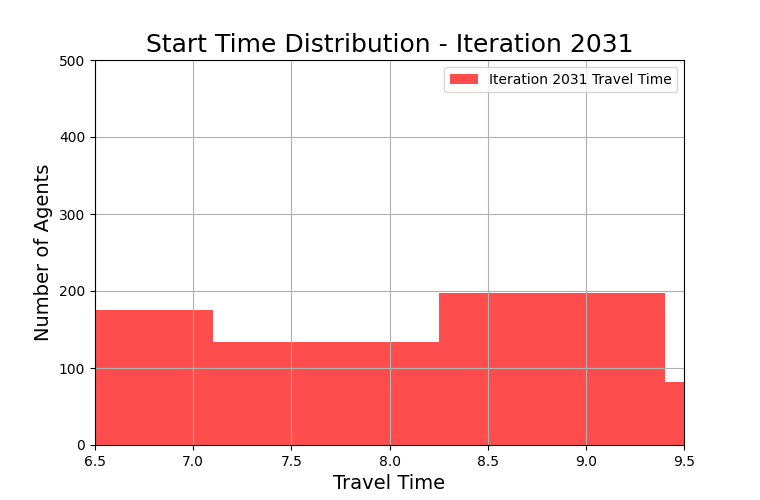 Start Time Distribution - Iteration 2031
Iteration 2031 Travel Time
Number of Agents
500
400
300
200
100
0
6.5 7.0 7.5 8.0 8.5 9.0 9.5
Travel Time